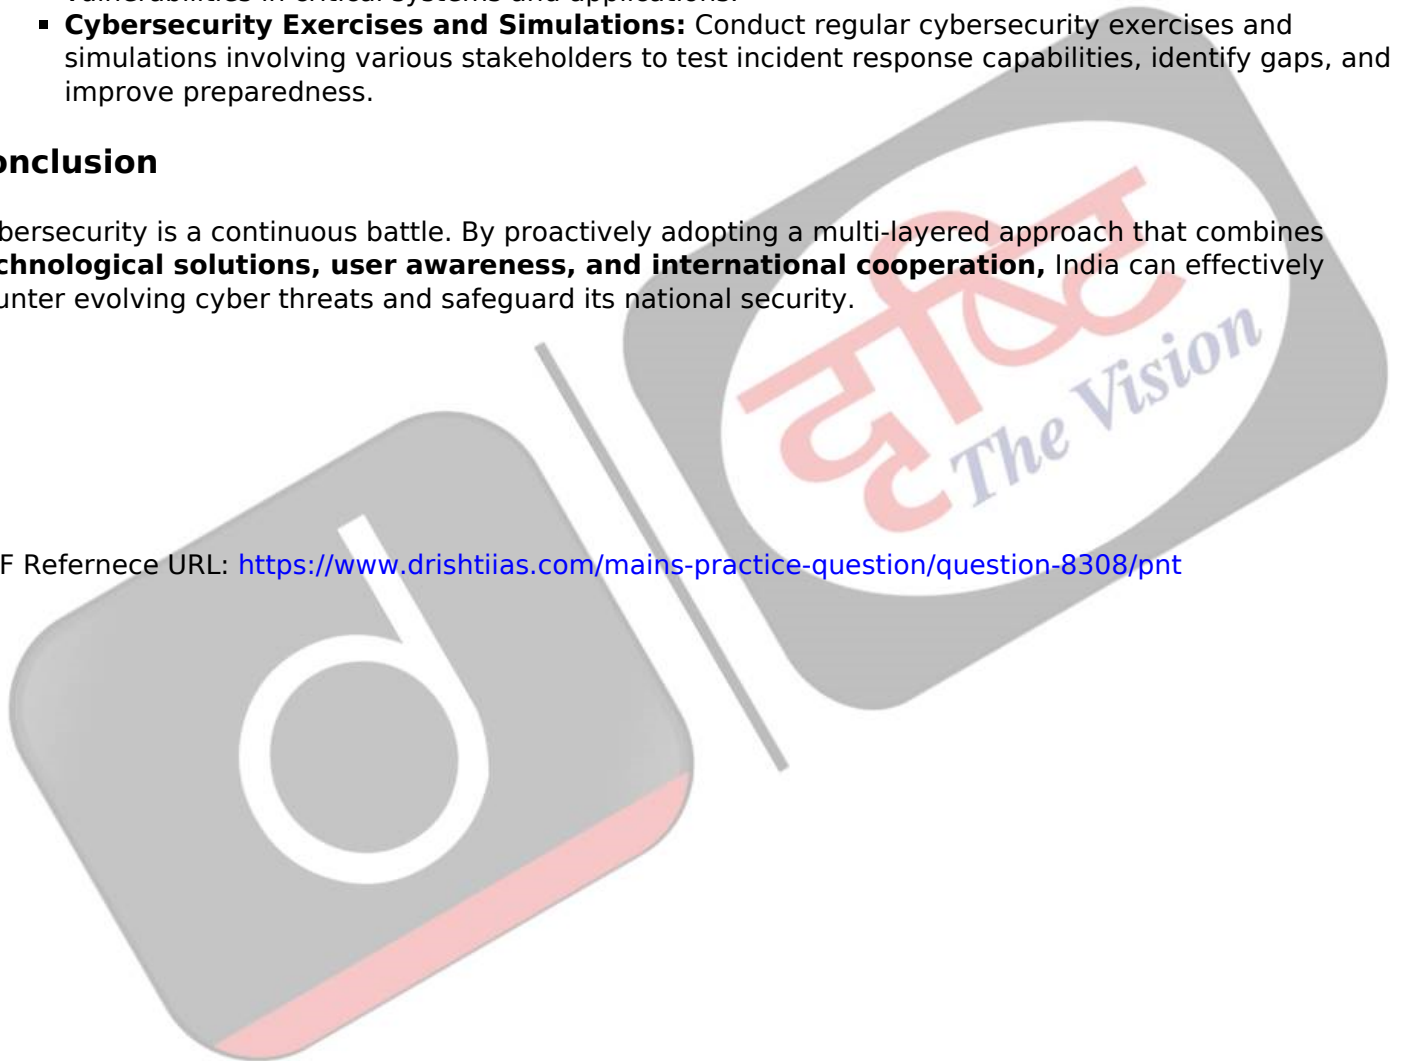 ▪ Cybersecurity Exercises and Simulations: Conduct regular cybersecurity exercises and
simulations involving various stakeholders to test incident response capabilities, identify gaps, and
improve preparedness.
onclusion
bersecurity is a continuous battle. By proactively adopting a multi-layered approach that combines
chnological solutions, user awareness, and international cooperation, India can effectively
unter evolving cyber threats and safeguard its national security.
दृष्टि
The Vision
d
F Refernece URL: https://www.drishtiias.com/mains-practice-question/question-8308/pnt